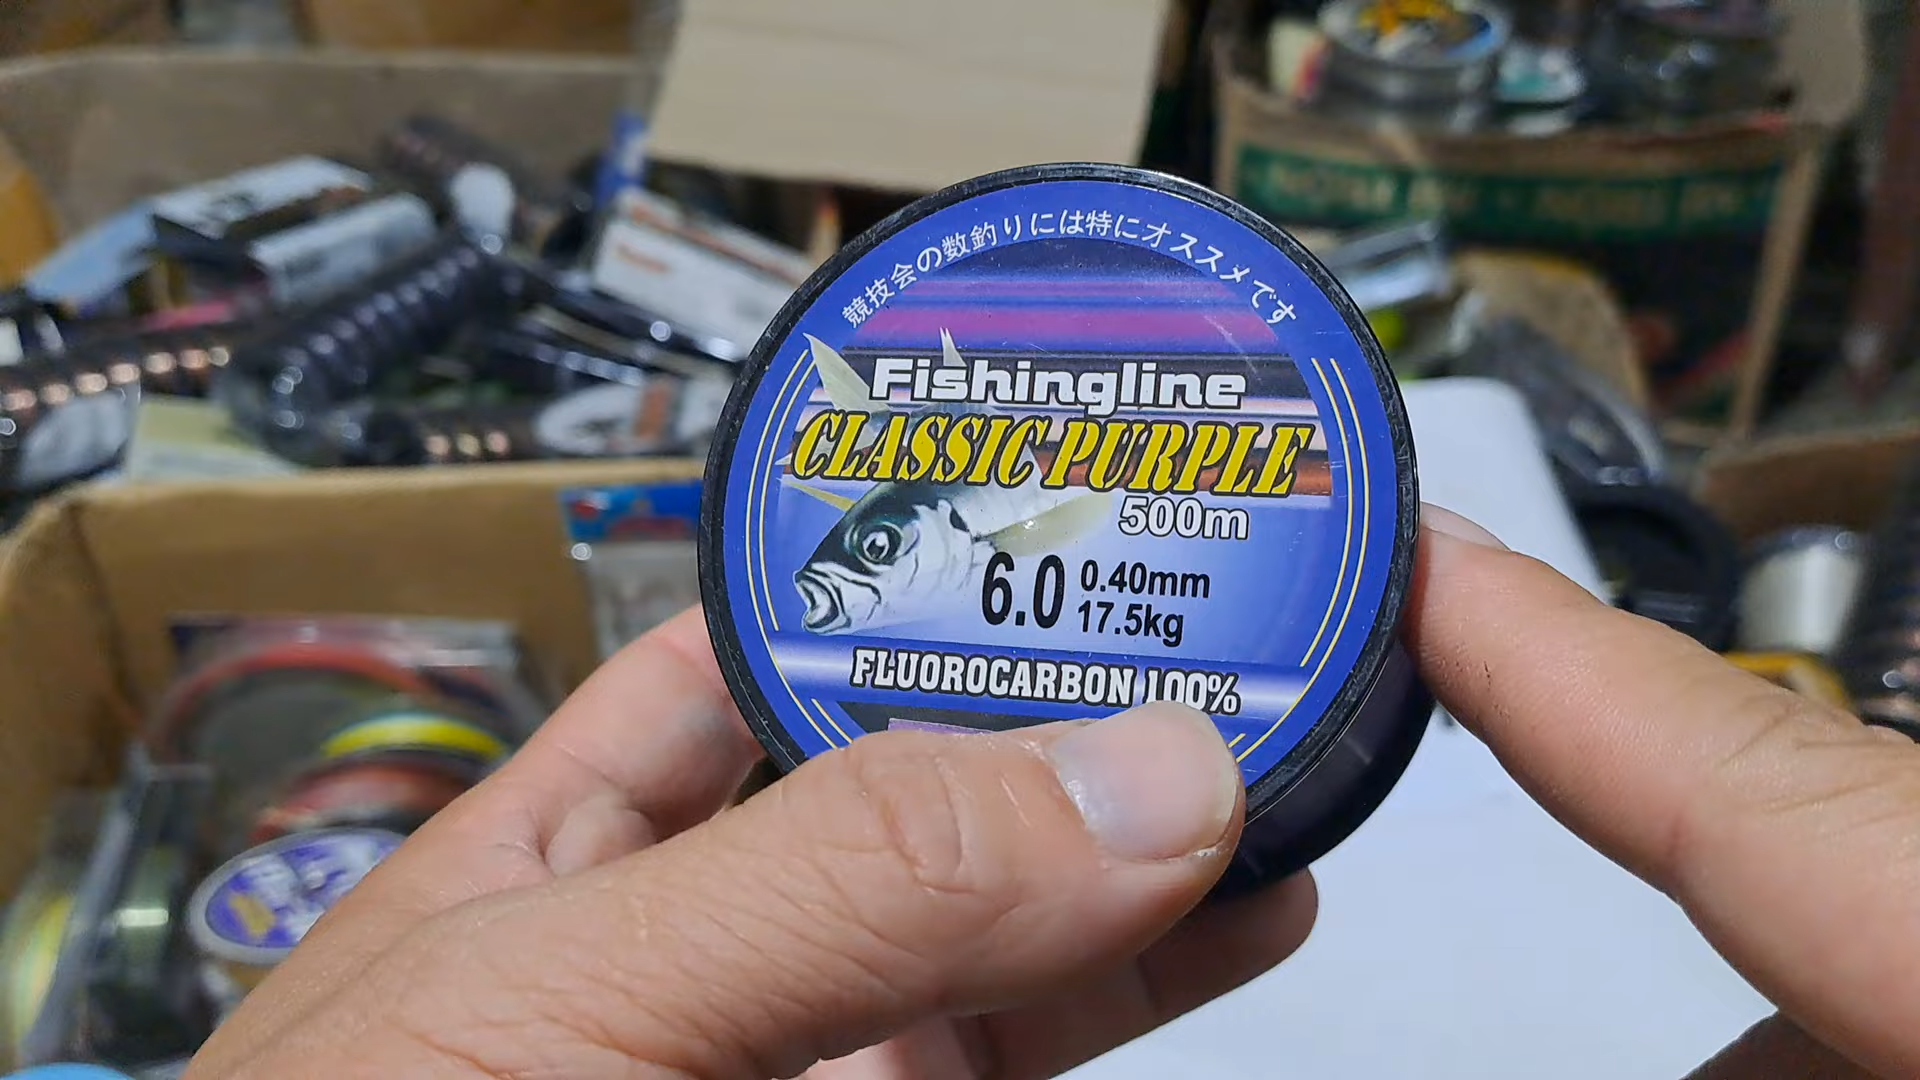 競技会の数釣りには特にオススメです
Fishingline
CLASSIC PURPLE
500m
6.0
0.40mm
17.5kg
FLUOROCARBON 100%